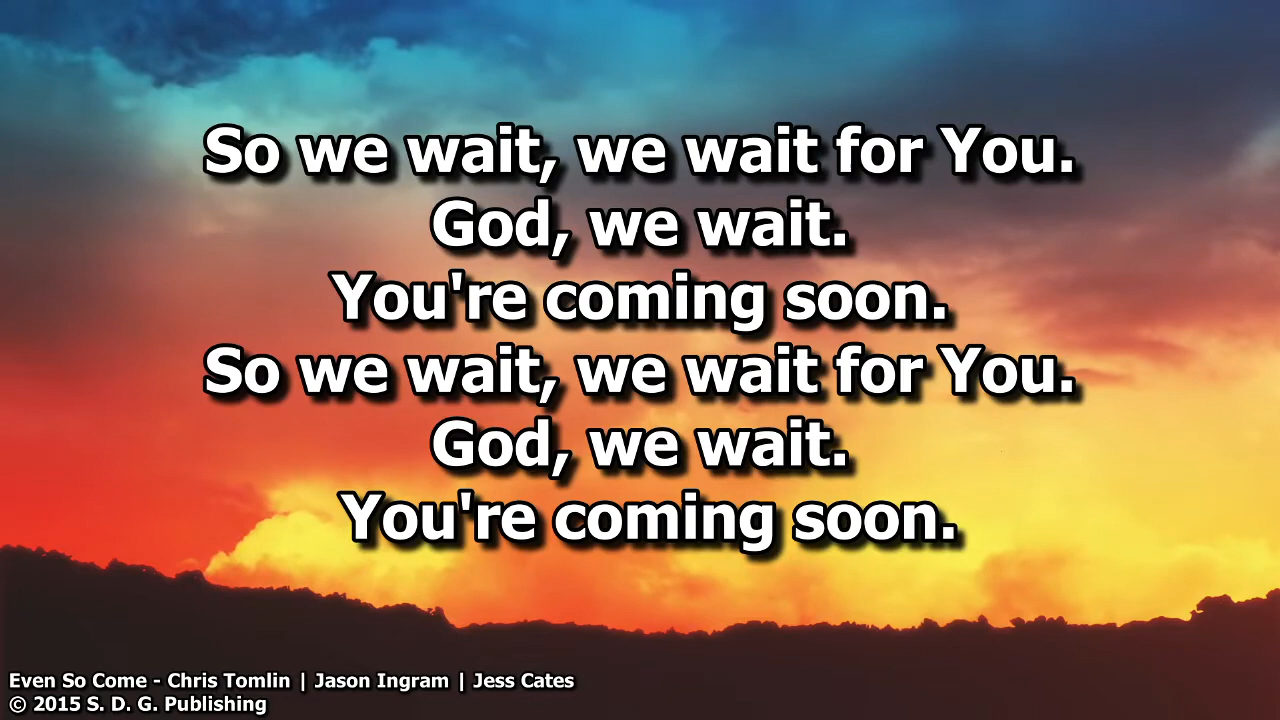 So we wait, we wait for You.
God, we wait.
You're coming soon.
So we wait, we wait for You.
God, we wait.
You're coming soon.
Even So Come - Chris Tomlin | Jason Ingram | Jess Cates
© 2015 S. D. G. Publishing